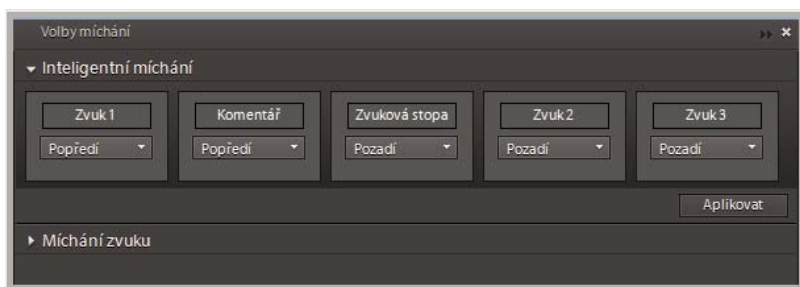 Volby míchání
Inteligentní míchání
Zvuk 1 Komentář Zvuková stopa Zvuk 2 Zvuk 3
Popředí Popředí Pozadí Pozadí Pozadí
Aplikovat
Míchání zvuku